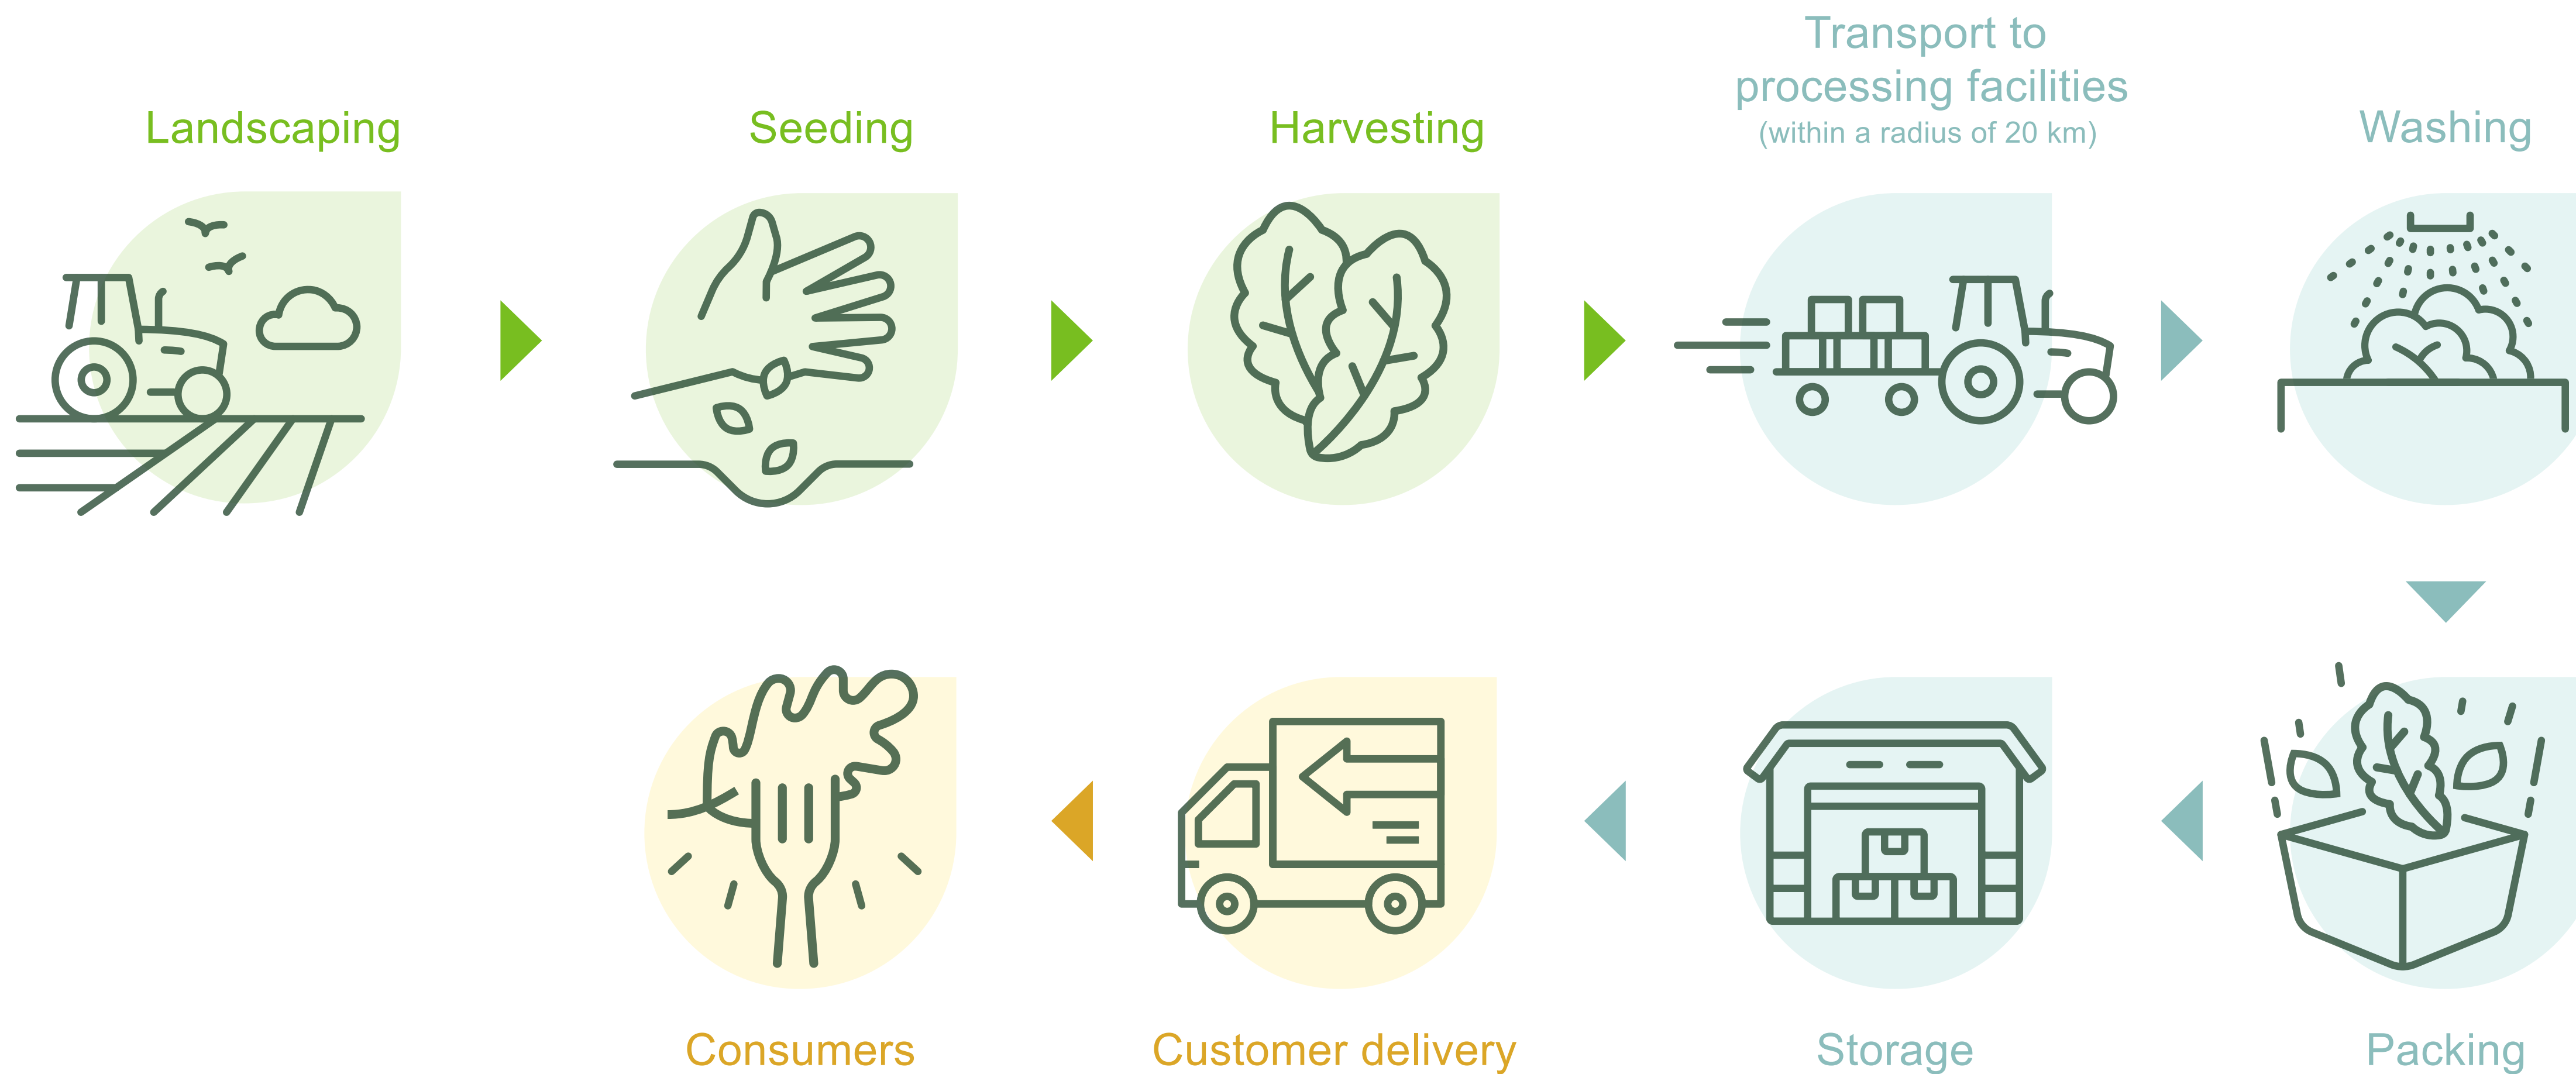 Landscaping
Seeding
Harvesting
Transport to
processing facilities
(within a radius of 20 km)
Washing
Consumers
Customer delivery
Storage
Packing